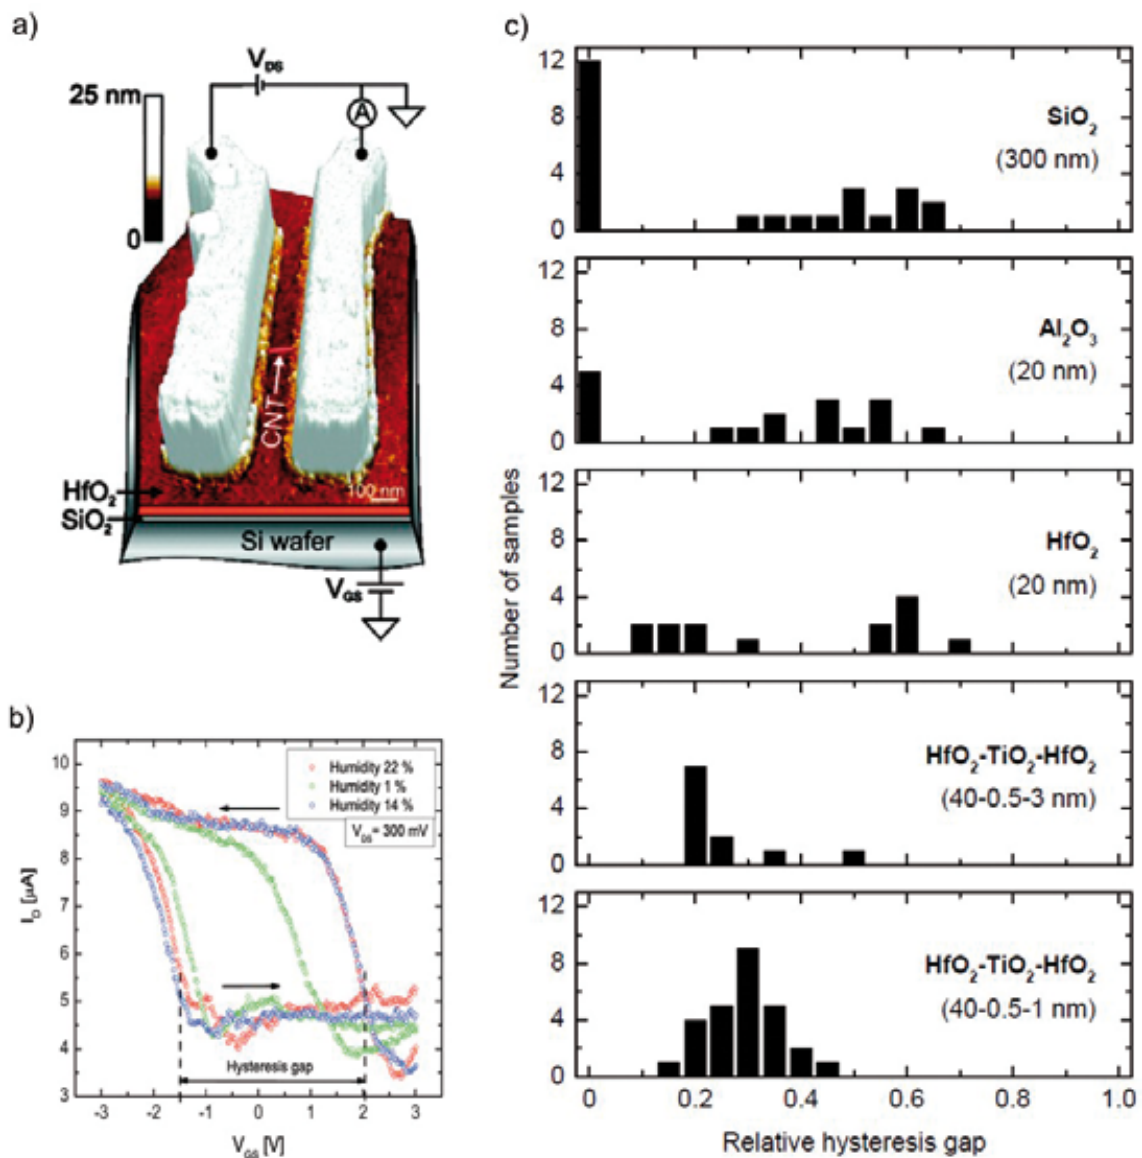 a)
V_DS
25 nm
A
0
CNT
100 nm
HfO₂
SiO₂
Si wafer
V_GS
b)
Humidity 22 %
Humidity 1 %
Humidity 14 %
V_DS= 300 mV
10
9
8
7
6
5
4
3
I_D [µA]
Hysteresis gap
-3 -2 -1 0 1 2 3
V_GS [V]
c)
12
8
4
0
SiO₂
(300 nm)
12
8
4
0
Al₂O₃
(20 nm)
12
8
4
0
HfO₂
(20 nm)
12
8
4
0
HfO₂-TiO₂-HfO₂
(40-0.5-3 nm)
12
8
4
0
HfO₂-TiO₂-HfO₂
(40-0.5-1 nm)
Number of samples
0 0.2 0.4 0.6 0.8 1.0
Relative hysteresis gap